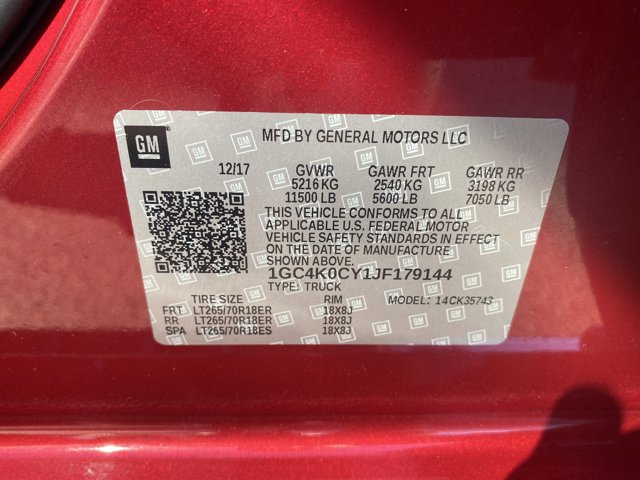 GM
MFD BY GENERAL MOTORS LLC
12/17 GVWR GAWR FRT GAWR RR
5216 KG 2540 KG 3198 KG
11500 LB 5600 LB 7050 LB
THIS VEHICLE CONFORMS TO ALL
APPLICABLE U.S. FEDERAL MOTOR
VEHICLE SAFETY STANDARDS IN EFFECT
ON THE DATE OF MANUFACTURE
SHOWN ABOVE.
1GC4K0CY1JF179144
TYPE: TRUCK MODEL: 14CK35743
TIRE SIZE RIM
FRT LT265/70R18ER 18X8J
RR LT265/70R18ER 18X8J
SPA LT265/70R18ES 18X8J